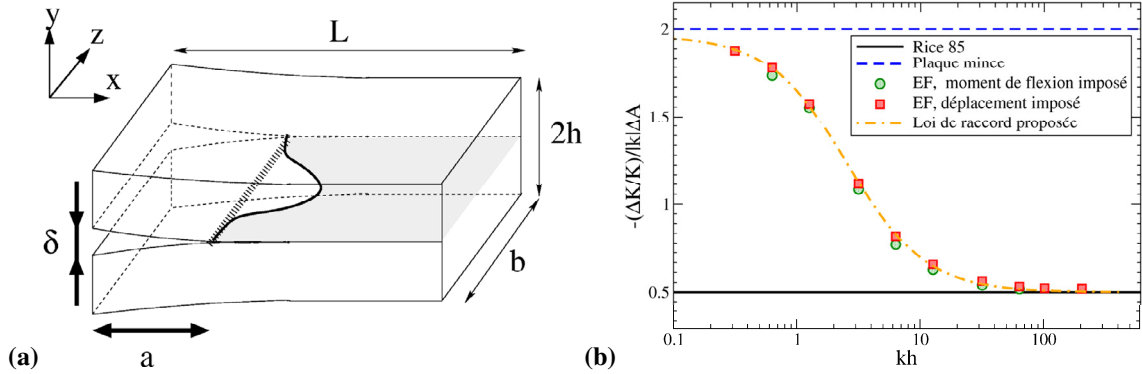 y
z
x
L
2h
b
δ
a
(a)
-(ΔK/K)/|k|ΔA
2
1.5
1
0.5
0.1
1
10
100
kh
Rice 85
Plaque mince
EF, moment de flexion imposé
EF, déplacement imposé
Loi de raccord proposée
(b)